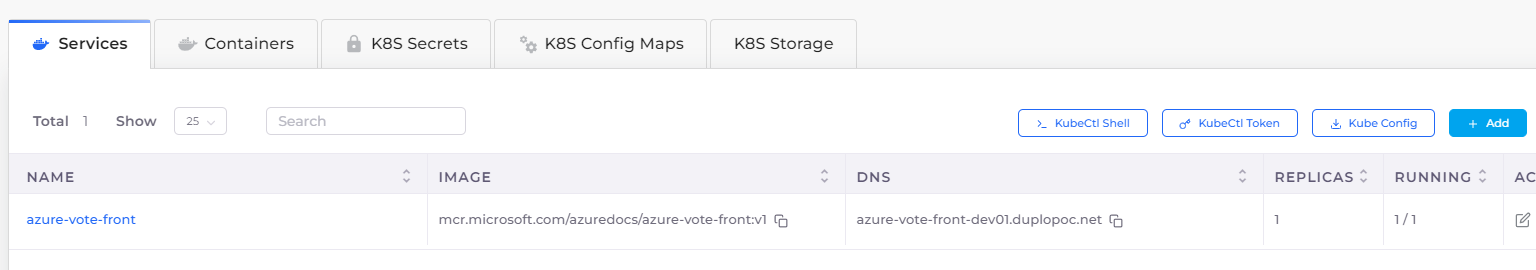 Services Containers K8S Secrets K8S Config Maps K8S Storage
Total 1 Show 25 Search KubeCtl Shell KubeCtl Token Kube Config + Add
NAME IMAGE DNS REPLICAS RUNNING AC
azure-vote-front mcr.microsoft.com/azuredocs/azure-vote-front:v1 azure-vote-front-dev01.duplopoc.net 1 1 / 1